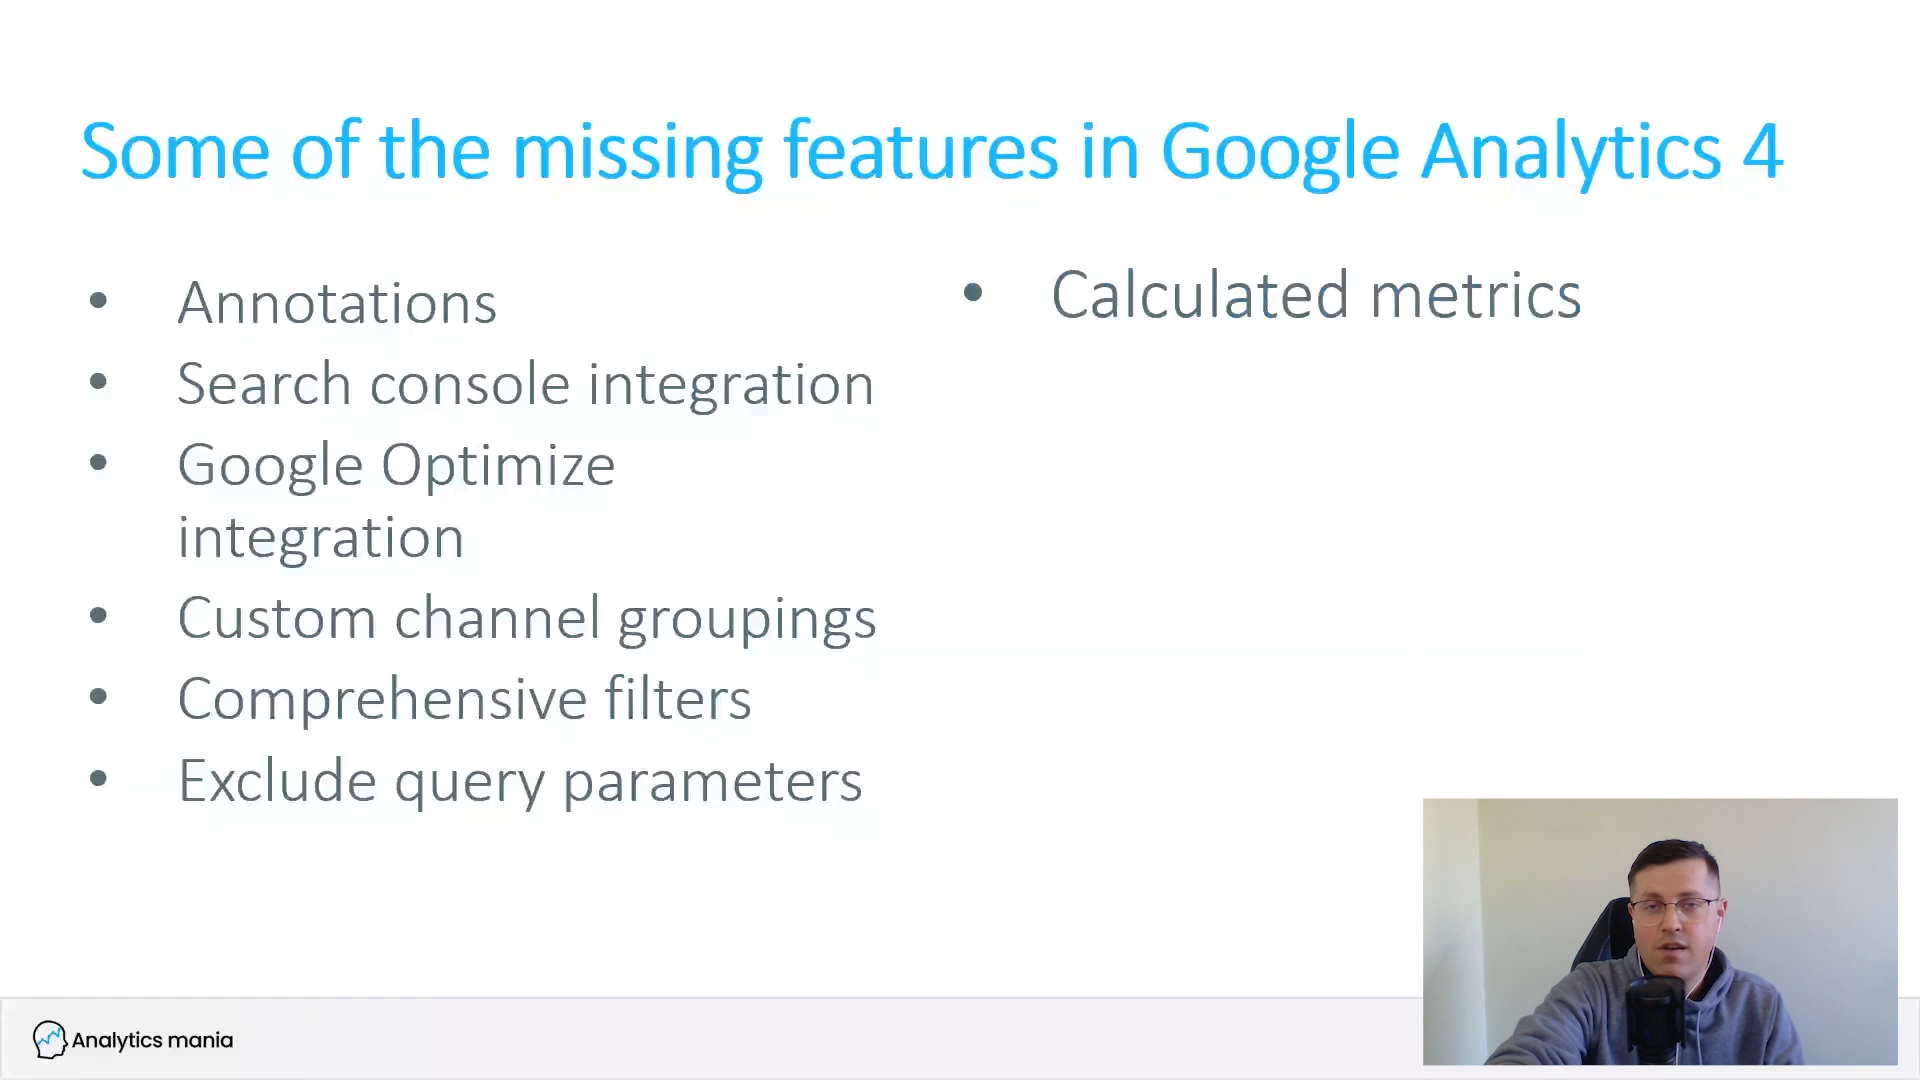 Some of the missing features in Google Analytics 4
• Annotations
• Search console integration
• Google Optimize
integration
• Custom channel groupings
• Comprehensive filters
• Exclude query parameters
• Calculated metrics
Analytics mania